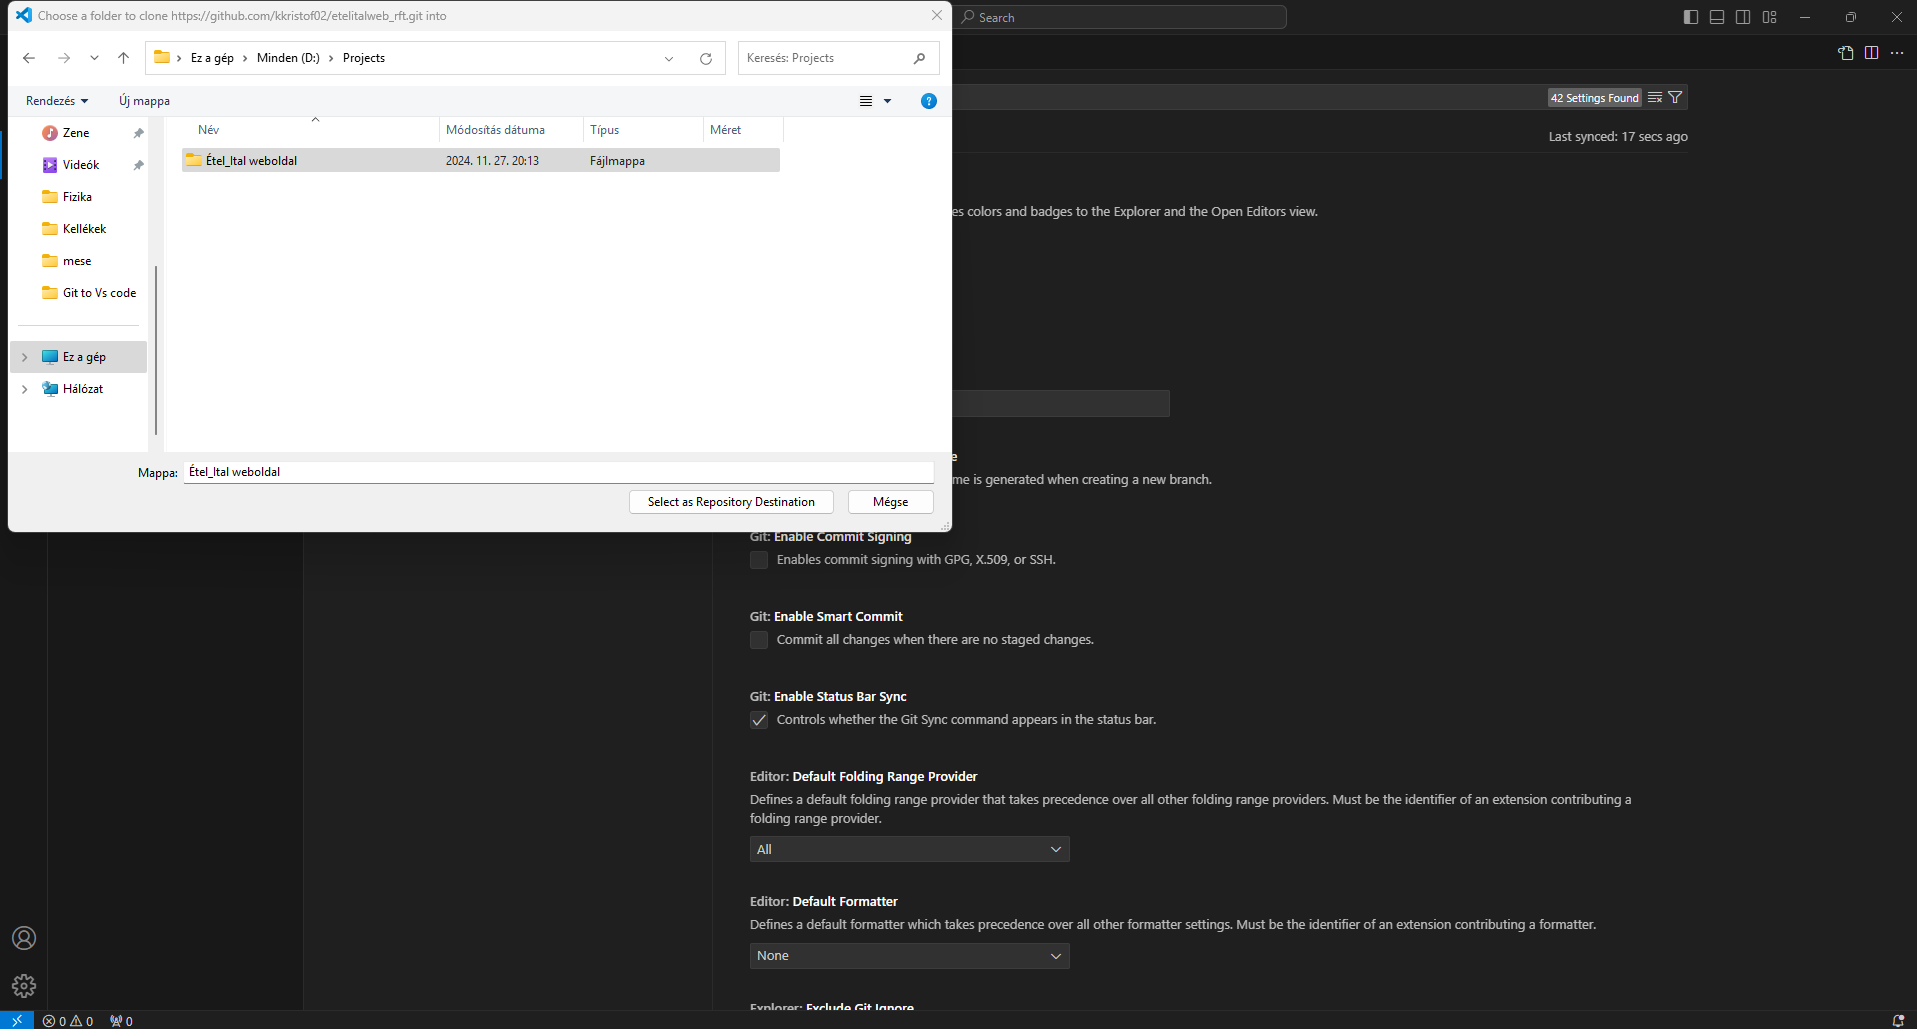 Choose a folder to clone https://github.com/kkristof02/etelitalweb_rft.git into
Search
Ez a gép > Minden (D:) > Projects
Keresés: Projects
Rendezés
Új mappa
42 Settings Found
Last synced: 17 secs ago
Név
Módosítás dátuma
Típus
Méret
Étel_Ital weboldal
2024. 11. 27. 20:13
Fájlmappa
Zene
Videók
Fizika
Kellékek
mese
Git to Vs code
Ez a gép
Hálózat
es colors and badges to the Explorer and the Open Editors view.
Mappa:
Étel_Ital weboldal
Select as Repository Destination
Mégse
e
me is generated when creating a new branch.
Git: Enable Commit Signing
Enables commit signing with GPG, X.509, or SSH.
Git: Enable Smart Commit
Commit all changes when there are no staged changes.
Git: Enable Status Bar Sync
Controls whether the Git Sync command appears in the status bar.
Editor: Default Folding Range Provider
Defines a default folding range provider that takes precedence over all other folding range providers. Must be the identifier of an extension contributing a
folding range provider.
All
Editor: Default Formatter
Defines a default formatter which takes precedence over all other formatter settings. Must be the identifier of an extension contributing a formatter.
None
Explorer: Exclude Git Ignore
0 0 0